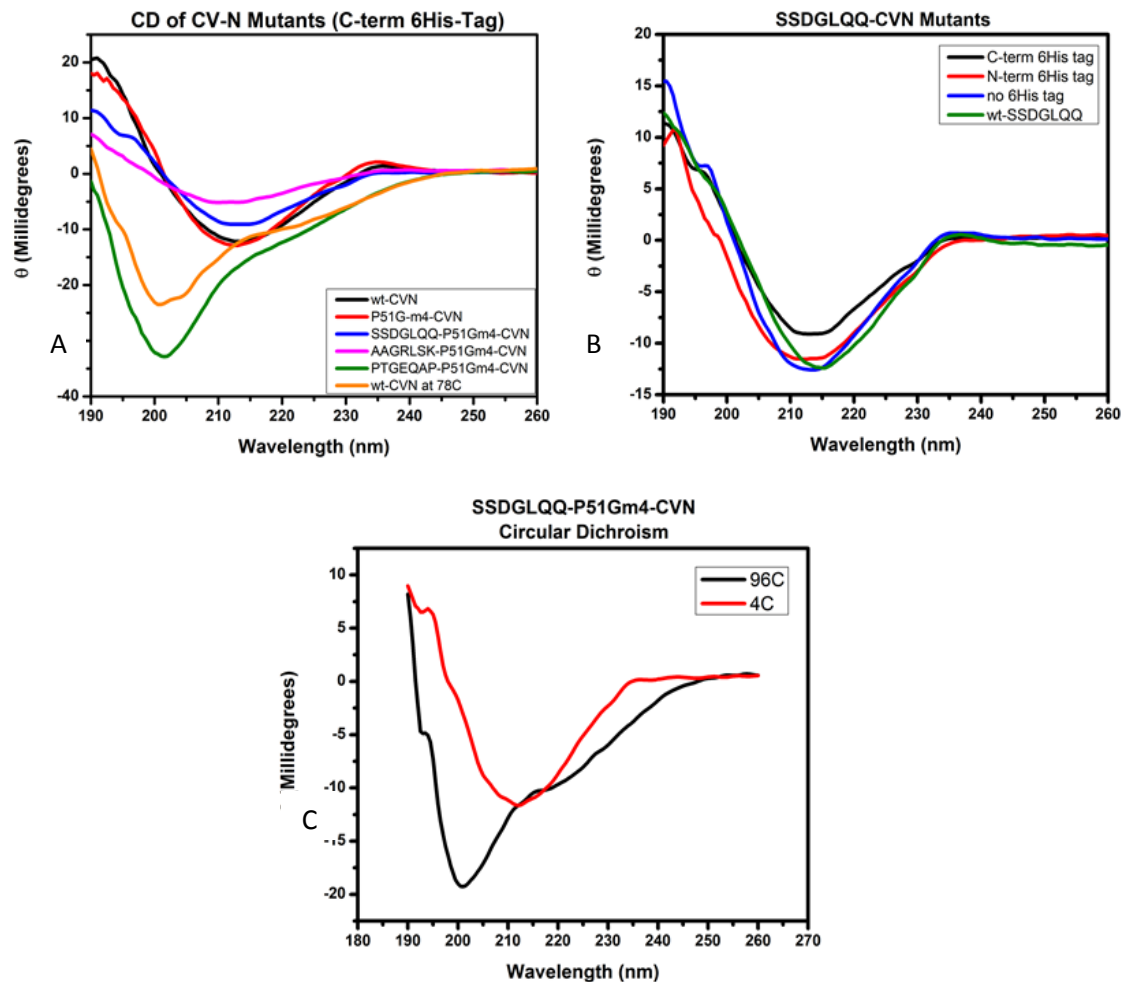 CD of CV-N Mutants (C-term 6His-Tag)
20
10
0
-10
-20
-30
-40
θ (Millidegrees)
A
wt-CVN
P51G-m4-CVN
SSDGLQQ-P51Gm4-CVN
AAGRLSK-P51Gm4-CVN
PTGEQAP-P51Gm4-CVN
wt-CVN at 78C
190 200 210 220 230 240 250 260
Wavelength (nm)
SSDGLQQ-CVN Mutants
20
15
10
5
0
-5
-10
-15
θ (Millidegrees)
B
C-term 6His tag
N-term 6His tag
no 6His tag
wt-SSDGLQQ
190 200 210 220 230 240 250 260
Wavelength (nm)
SSDGLQQ-P51Gm4-CVN
Circular Dichroism
10
5
0
-5
-10
-20
Millidegrees)
C
96C
4C
180 190 200 210 220 230 240 250 260 270
Wavelength (nm)